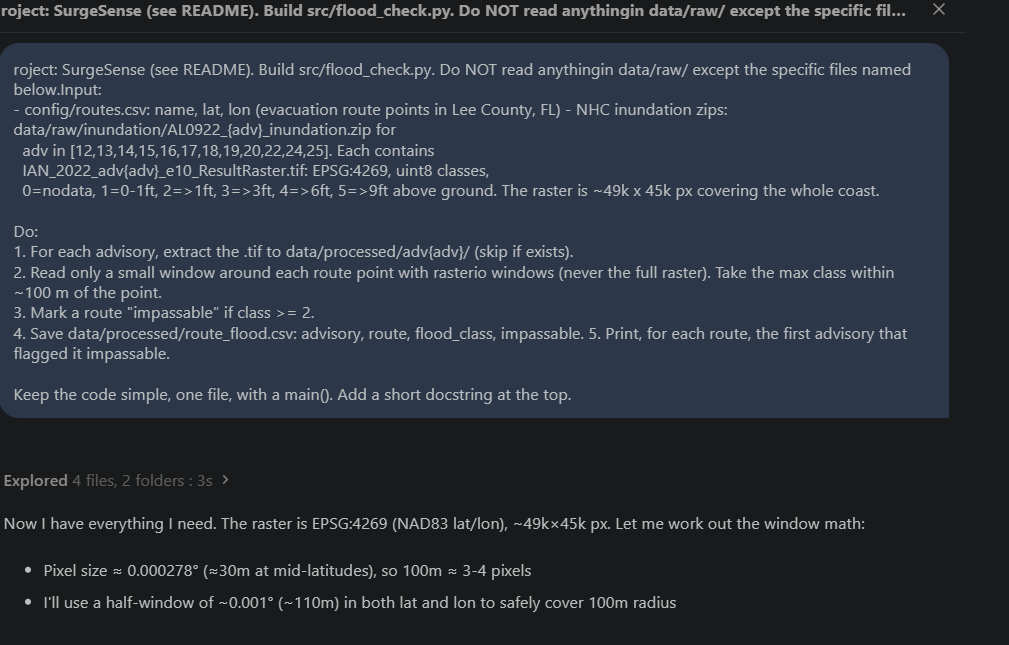 roject: SurgeSense (see README). Build src/flood_check.py. Do NOT read anythingin data/raw/ except the specific fil...
roject: SurgeSense (see README). Build src/flood_check.py. Do NOT read anythingin data/raw/ except the specific files named
below.Input:
- config/routes.csv: name, lat, lon (evacuation route points in Lee County, FL) - NHC inundation zips:
data/raw/inundation/AL0922_{adv}_inundation.zip for
adv in [12,13,14,15,16,17,18,19,20,22,24,25]. Each contains
IAN_2022_adv{adv}_e10_ResultRaster.tif: EPSG:4269, uint8 classes,
0=nodata, 1=0-1ft, 2=>1ft, 3=>3ft, 4=>6ft, 5=>9ft above ground. The raster is ~49k x 45k px covering the whole coast.
Do:
1. For each advisory, extract the .tif to data/processed/adv{adv}/ (skip if exists).
2. Read only a small window around each route point with rasterio windows (never the full raster). Take the max class within
~100 m of the point.
3. Mark a route "impassable" if class >= 2.
4. Save data/processed/route_flood.csv: advisory, route, flood_class, impassable. 5. Print, for each route, the first advisory that
flagged it impassable.
Keep the code simple, one file, with a main(). Add a short docstring at the top.
Explored 4 files, 2 folders : 3s >
Now I have everything I need. The raster is EPSG:4269 (NAD83 lat/lon), ~49k×45k px. Let me work out the window math:
• Pixel size ≈ 0.000278° (≈30m at mid-latitudes), so 100m ≈ 3-4 pixels
• I'll use a half-window of ~0.001° (~110m) in both lat and lon to safely cover 100m radius